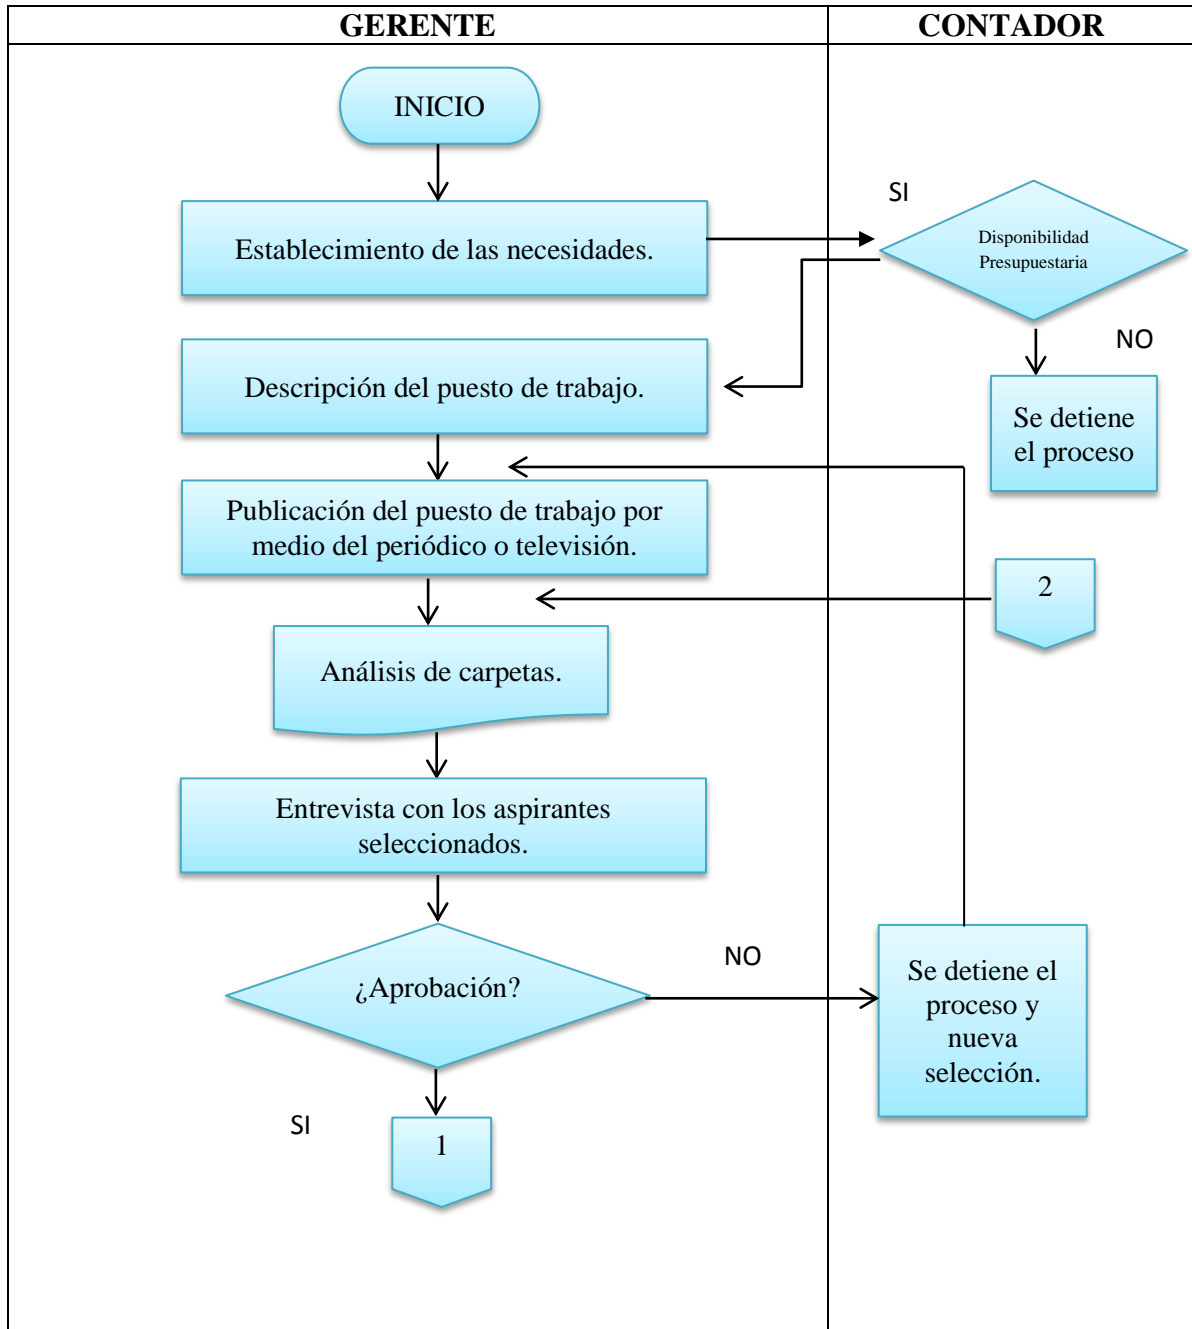 GERENTE
CONTADOR
INICIO
SI
Establecimiento de las necesidades.
Disponibilidad
Presupuestaria
NO
Descripción del puesto de trabajo.
Se detiene
el proceso
Publicación del puesto de trabajo por
medio del periódico o televisión.
2
Análisis de carpetas.
Entrevista con los aspirantes
seleccionados.
¿Aprobación?
NO
Se detiene el
proceso y
nueva
selección.
SI
1